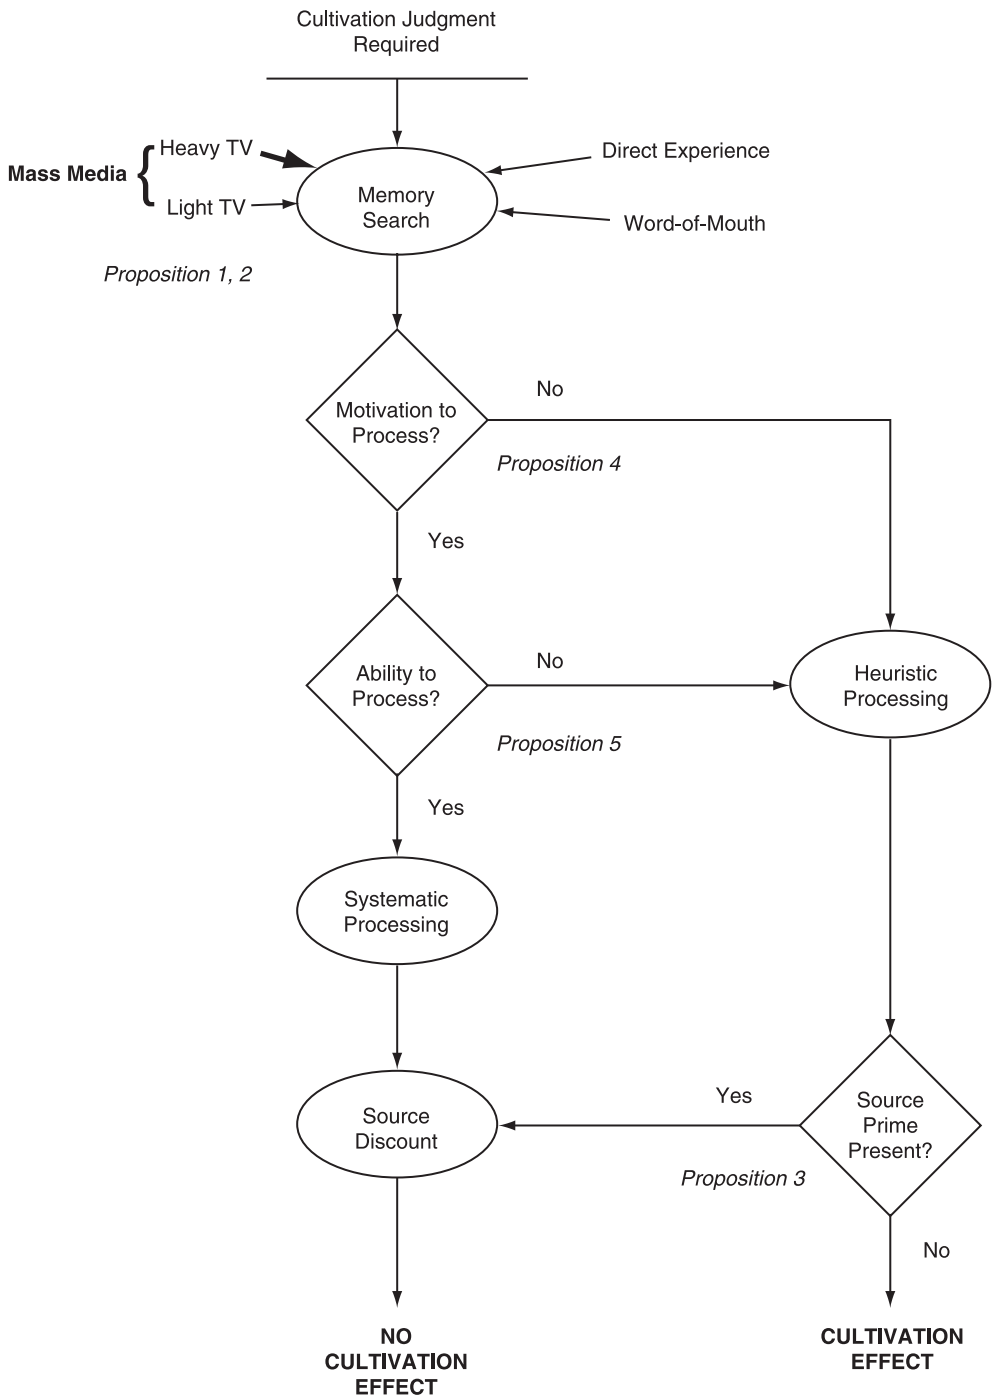 Cultivation Judgment
Required
Heavy TV
Mass Media {
Light TV
Direct Experience
Memory
Search
Word-of-Mouth
Proposition 1, 2
No
Motivation to
Process?
Proposition 4
Yes
No
Ability to
Process?
Heuristic
Processing
Proposition 5
Yes
Systematic
Processing
Yes
Source
Prime
Present?
Source
Discount
Proposition 3
No
NO
CULTIVATION
EFFECT
CULTIVATION
EFFECT